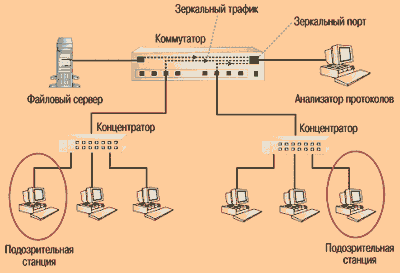 Зеркальный трафик
Зеркальный порт
Коммутатор
Файловый сервер
Анализатор протоколов
Концентратор
Концентратор
Подозрительная
станция
Подозрительная
станция